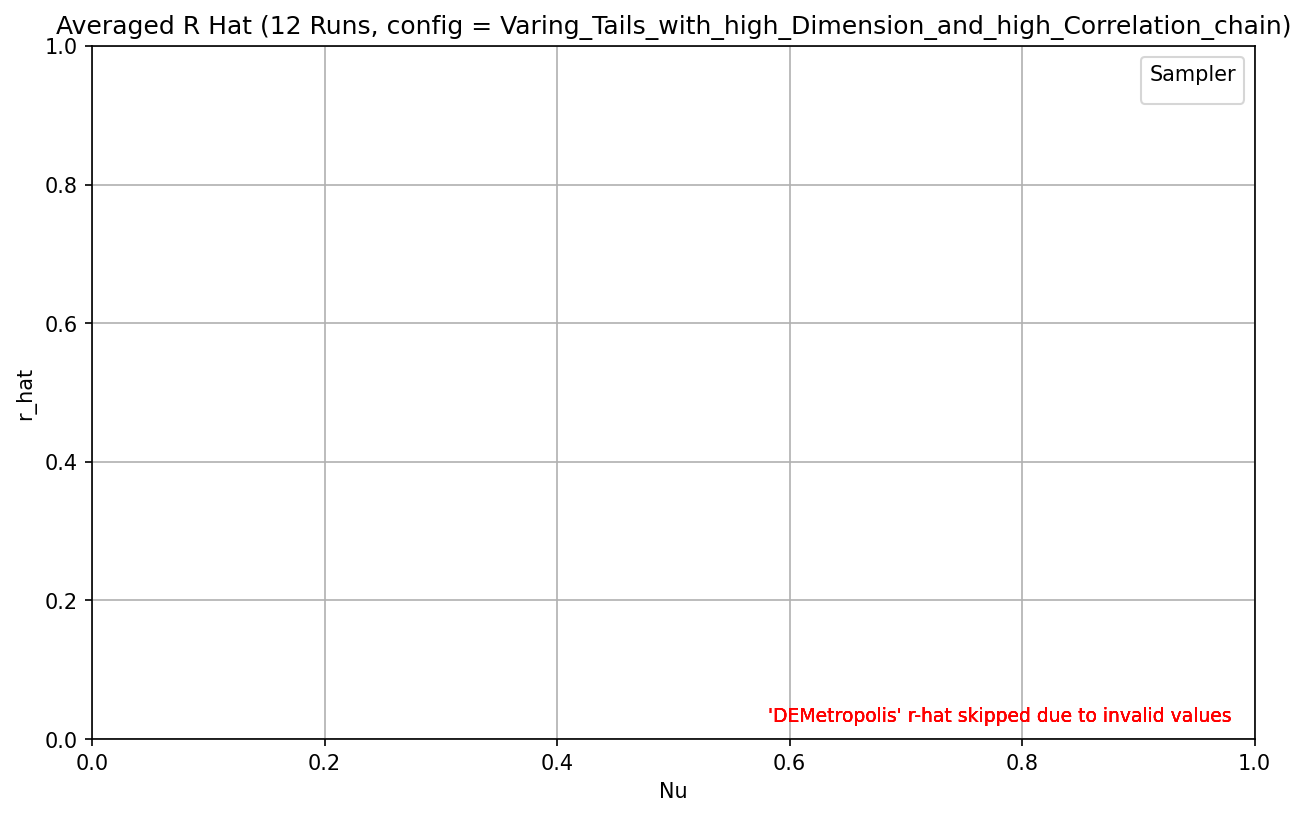 Averaged R Hat (12 Runs, config = Varing_Tails_with_high_Dimension_and_high_Correlation_chain)
Sampler
1.0
0.8
0.6
0.4
0.2
0.0
r_hat
'DEMetropolis' r-hat skipped due to invalid values
0.0 0.2 0.4 0.6 0.8 1.0
Nu